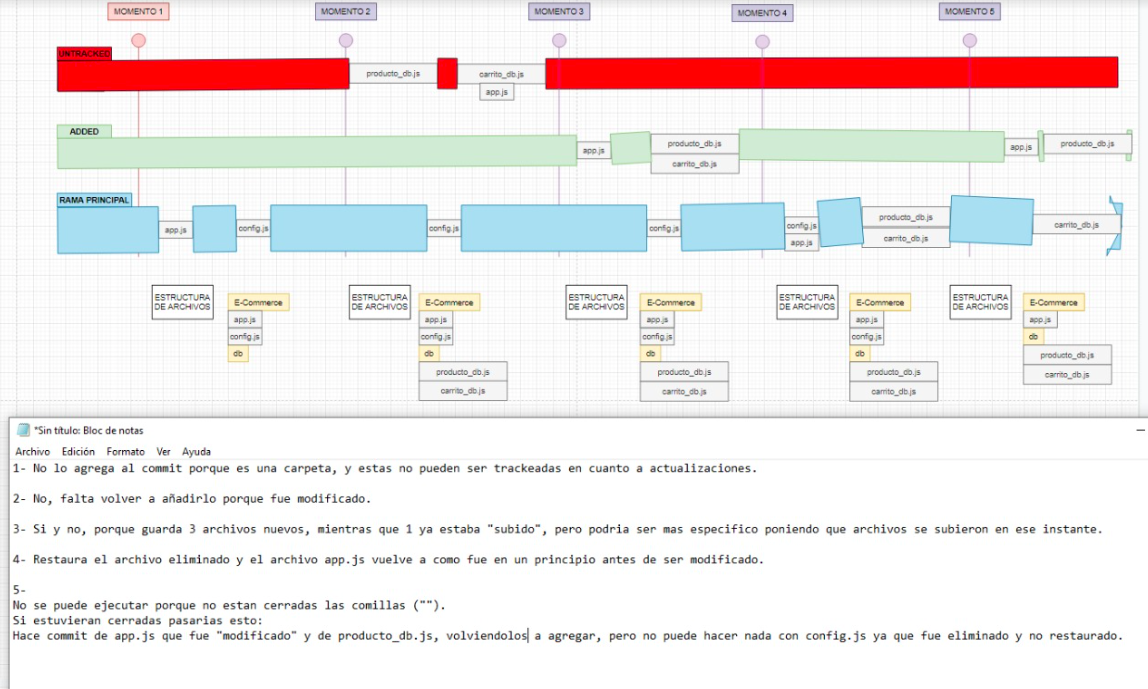 MOMENTO 1
MOMENTO 2
MOMENTO 3
MOMENTO 4
MOMENTO 5
UNTRACKED
producto_db.js
carrito_db.js
app.js
ADDED
app.js
producto_db.js
carrito_db.js
app.js
producto_db.js
RAMA PRINCIPAL
app.js
config.js
config.js
config.js
config.js
app.js
producto_db.js
carrito_db.js
carrito_db.js
ESTRUCTURA
DE ARCHIVOS
E-Commerce
app.js
config.js
db
ESTRUCTURA
DE ARCHIVOS
E-Commerce
app.js
config.js
db
producto_db.js
carrito_db.js
ESTRUCTURA
DE ARCHIVOS
E-Commerce
app.js
config.js
db
producto_db.js
carrito_db.js
ESTRUCTURA
DE ARCHIVOS
E-Commerce
app.js
config.js
db
producto_db.js
carrito_db.js
ESTRUCTURA
DE ARCHIVOS
E-Commerce
app.js
db
producto_db.js
carrito_db.js
*Sin título: Bloc de notas
Archivo Edición Formato Ver Ayuda
1- No lo agrega al commit porque es una carpeta, y estas no pueden ser trackeadas en cuanto a actualizaciones.
2- No, falta volver a añadirlo porque fue modificado.
3- Si y no, porque guarda 3 archivos nuevos, mientras que 1 ya estaba "subido", pero podria ser mas especifico poniendo que archivos se subieron en ese instante.
4- Restaura el archivo eliminado y el archivo app.js vuelve a como fue en un principio antes de ser modificado.
5-
No se puede ejecutar porque no estan cerradas las comillas ("").
Si estuvieran cerradas pasarias esto:
Hace commit de app.js que fue "modificado" y de producto_db.js, volviendolos a agregar, pero no puede hacer nada con config.js ya que fue eliminado y no restaurado.